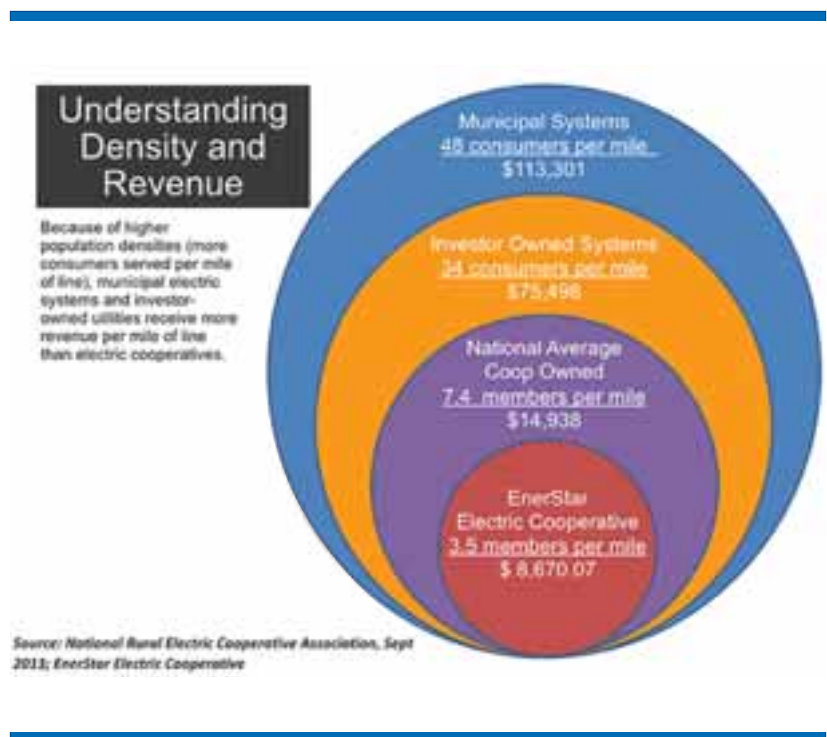 Understanding
Density and
Revenue
Because of higher
population densities (more
consumers served per mile
of line), municipal electric
systems and investor-
owned utilities receive more
revenue per mile of line
than electric cooperatives.
Municipal Systems
48 consumers per mile
$113,301
Investor Owned Systems
34 consumers per mile
$75,498
National Average
Coop Owned
7.4 members per mile
$14,938
EnerStar
Electric Cooperative
3.5 members per mile
$ 8,670.07
Source: National Rural Electric Cooperative Association, Sept
2013; EnerStar Electric Cooperative